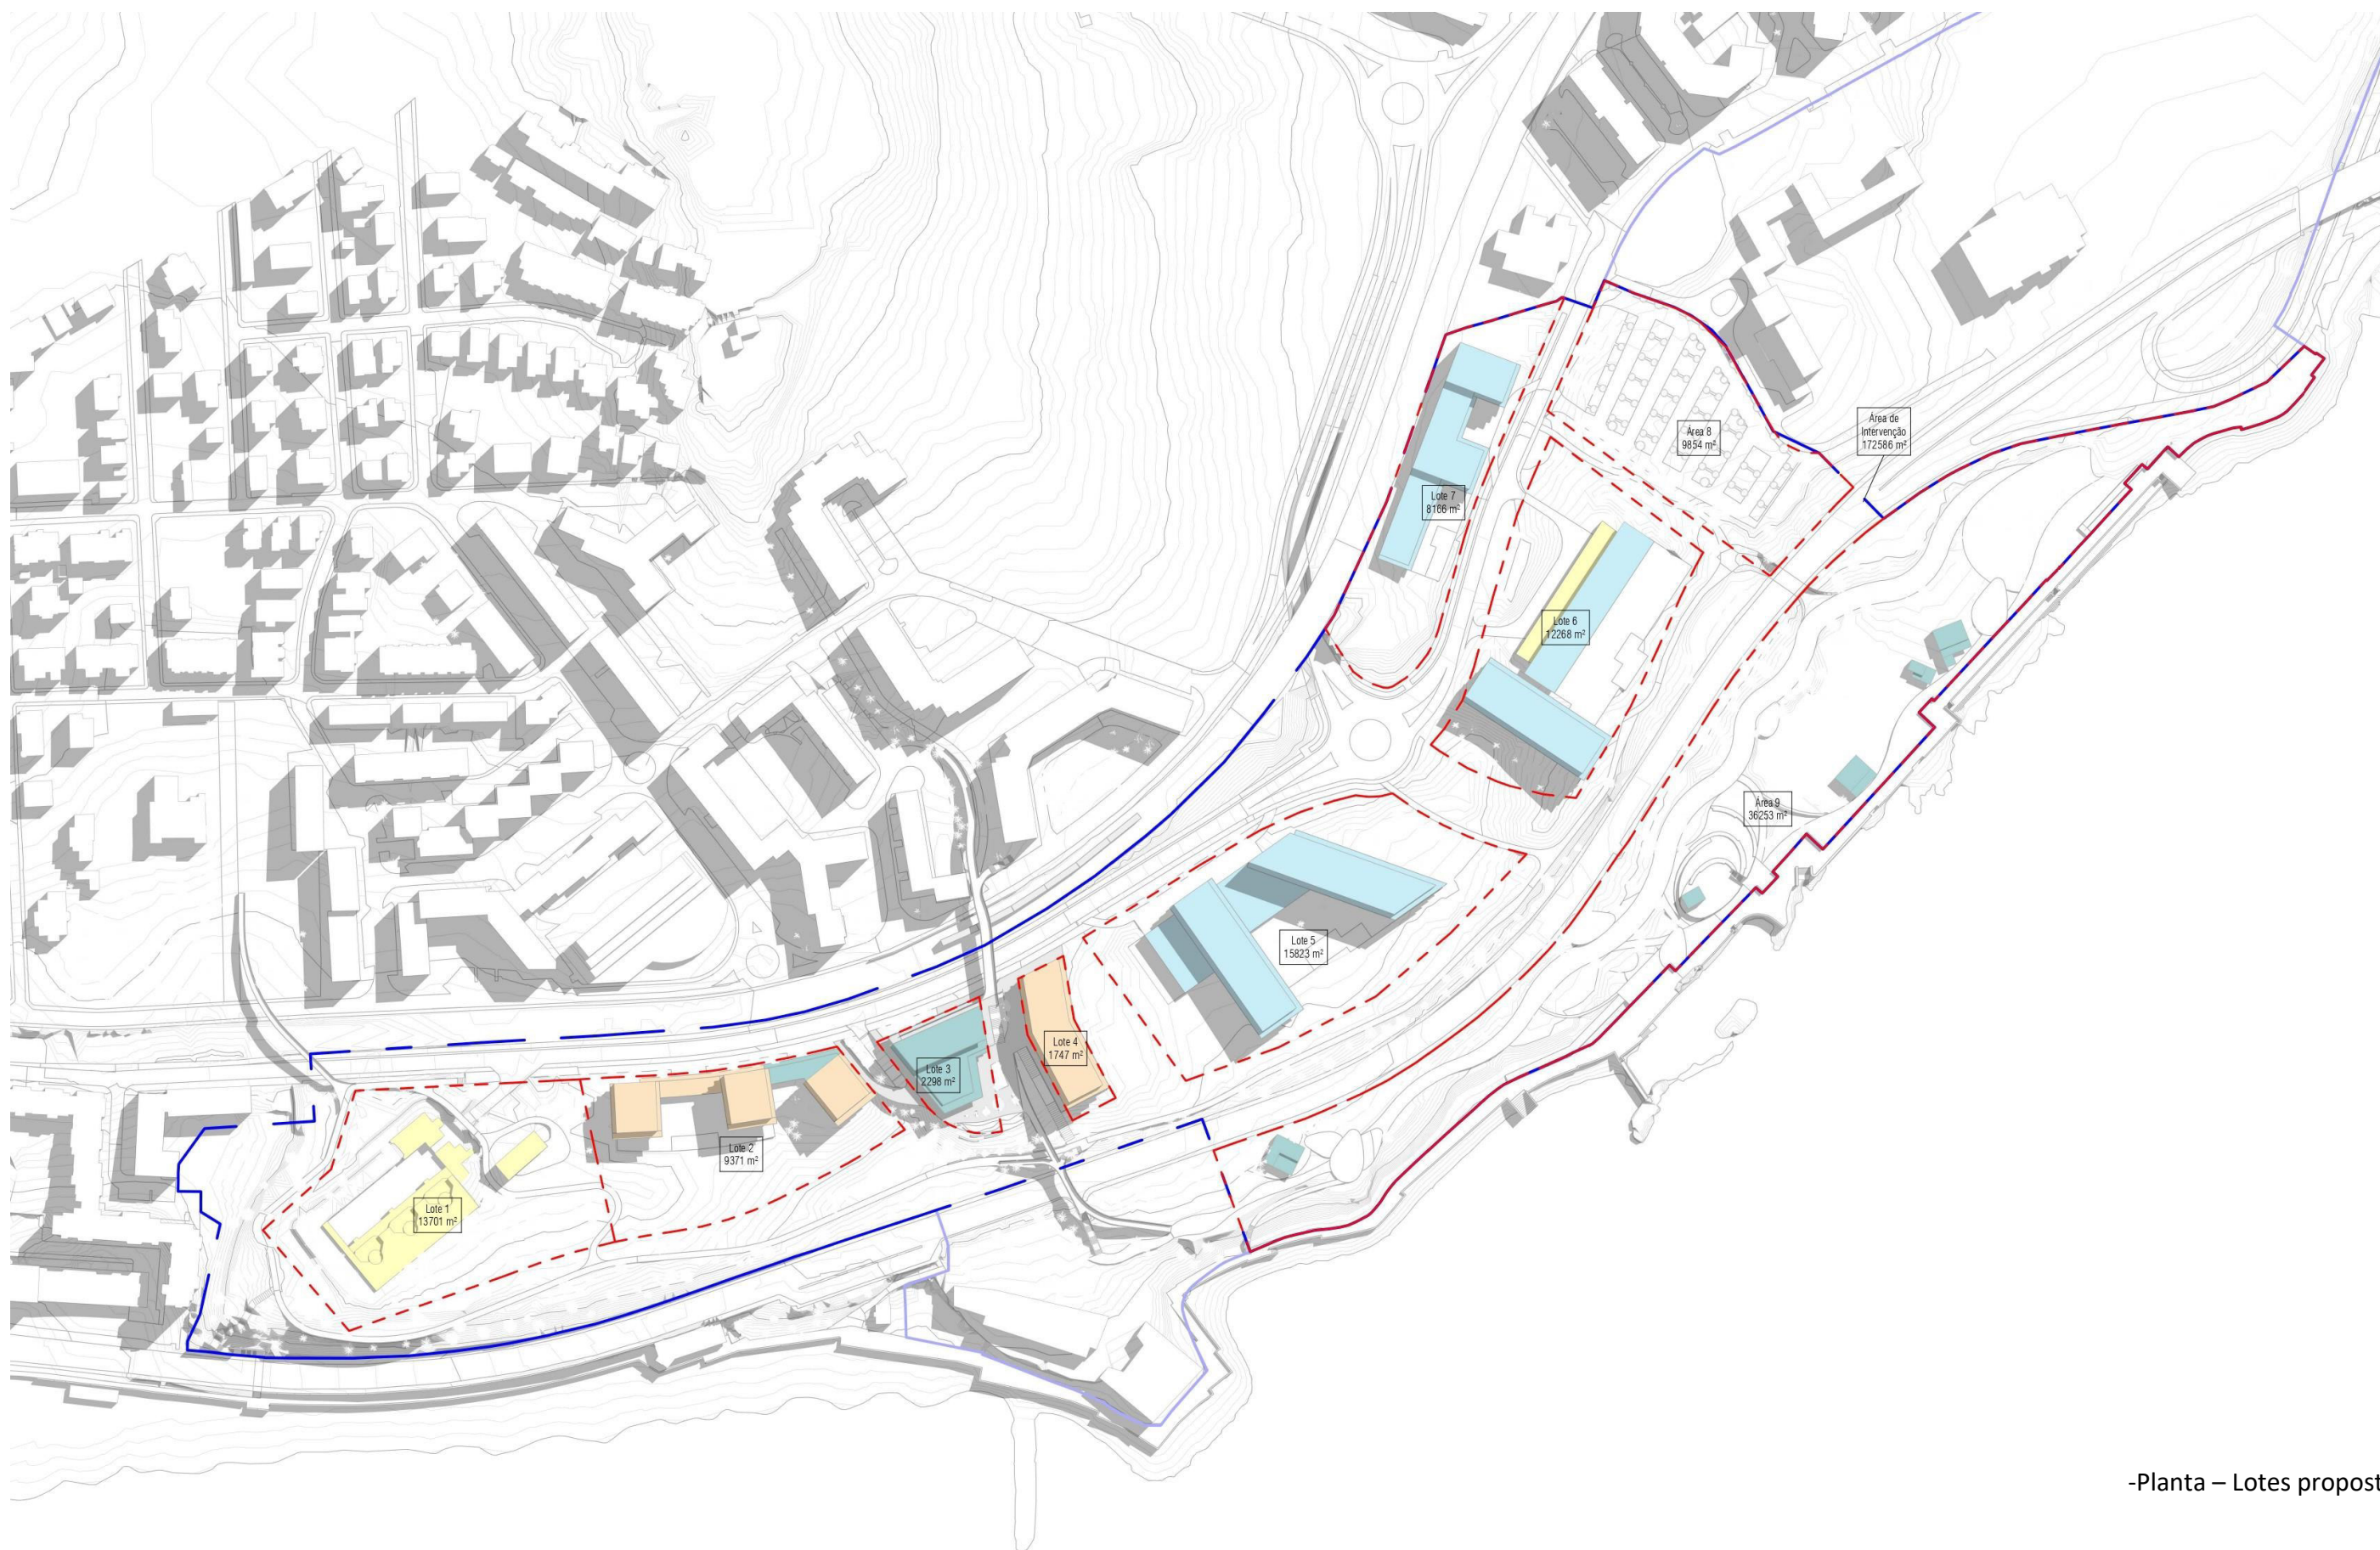 Área de
Intervenção
172586 m²
Área 8
9854 m²
Lote 7
8166 m²
Lote 6
12268 m²
Área 9
36253 m²
Lote 5
15823 m²
Lote 4
1747 m²
Lote 3
2298 m²
Lote 2
9371 m²
Lote 1
13701 m²
-Planta – Lotes propost